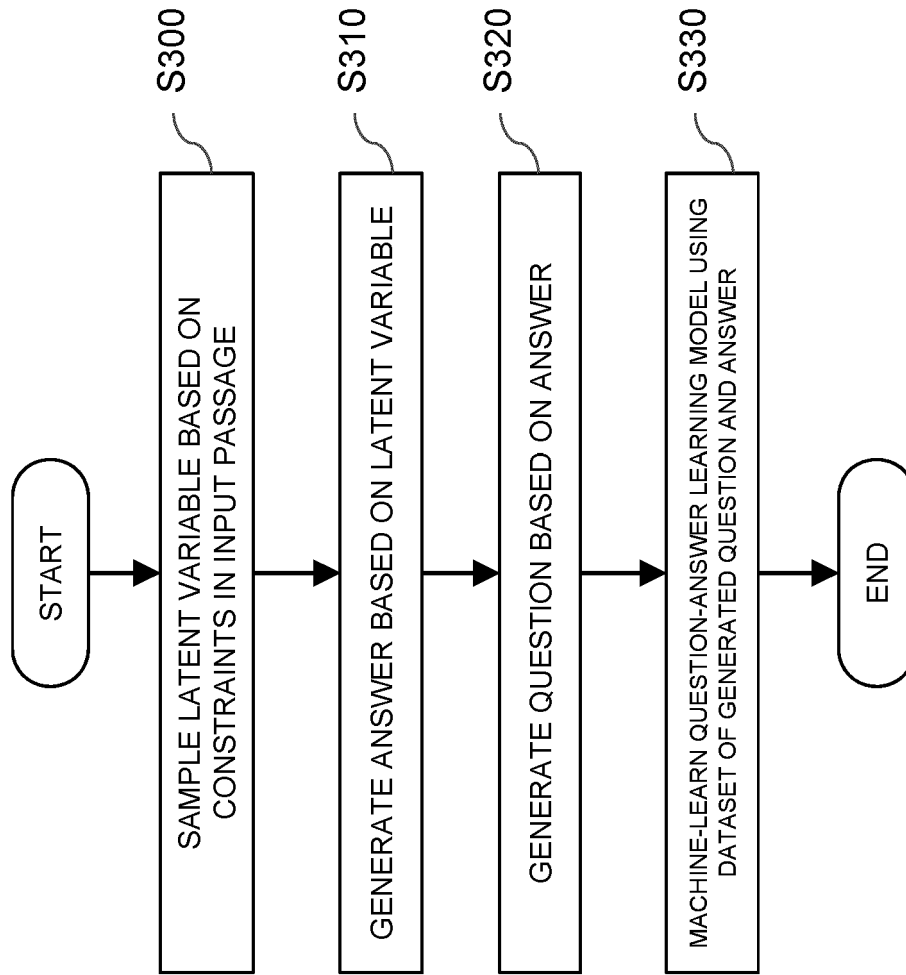 START
SAMPLE LATENT VARIABLE BASED ON
CONSTRAINTS IN INPUT PASSAGE
S300
GENERATE ANSWER BASED ON LATENT VARIABLE
S310
GENERATE QUESTION BASED ON ANSWER
S320
MACHINE-LEARN QUESTION-ANSWER LEARNING MODEL USING
DATASET OF GENERATED QUESTION AND ANSWER
S330
END